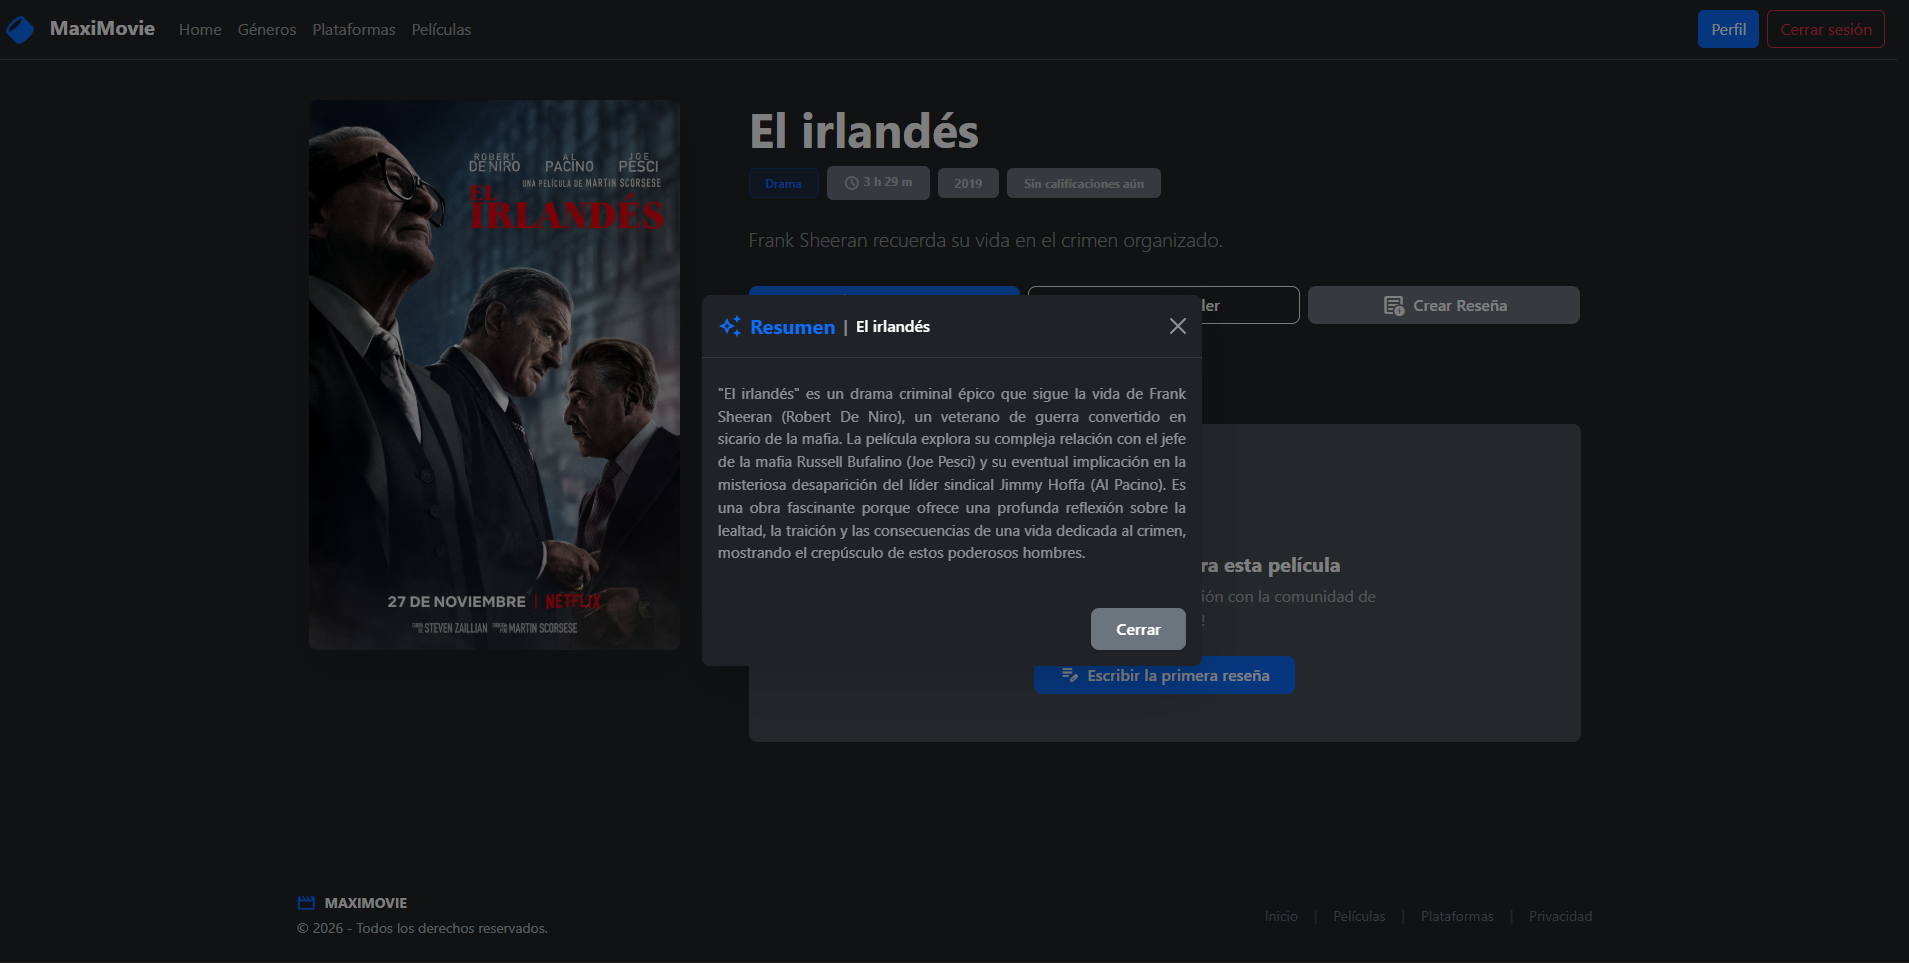 MaxiMovie Home Géneros Plataformas Películas Perfil Cerrar sesión
ROBERT DE NIRO AL PACINO JOE PESCI
UNA PELÍCULA DE MARTIN SCORSESE
EL
IRLANDÉS
27 DE NOVIEMBRE | NETFLIX
STEVEN ZAILLIAN MARTIN SCORSESE
El irlandés
Drama 3 h 29 m 2019 Sin calificaciones aún
Frank Sheeran recuerda su vida en el crimen organizado.
ler Crear Reseña
Resumen | El irlandés
"El irlandés" es un drama criminal épico que sigue la vida de Frank
Sheeran (Robert De Niro), un veterano de guerra convertido en
sicario de la mafia. La película explora su compleja relación con el jefe
de la mafia Russell Bufalino (Joe Pesci) y su eventual implicación en la
misteriosa desaparición del líder sindical Jimmy Hoffa (Al Pacino). Es
una obra fascinante porque ofrece una profunda reflexión sobre la
lealtad, la traición y las consecuencias de una vida dedicada al crimen,
mostrando el crepúsculo de estos poderosos hombres.
Cerrar
ra esta película
ión con la comunidad de
!
Escribir la primera reseña
MAXIMOVIE
© 2026 - Todos los derechos reservados.
Inicio | Películas | Plataformas | Privacidad